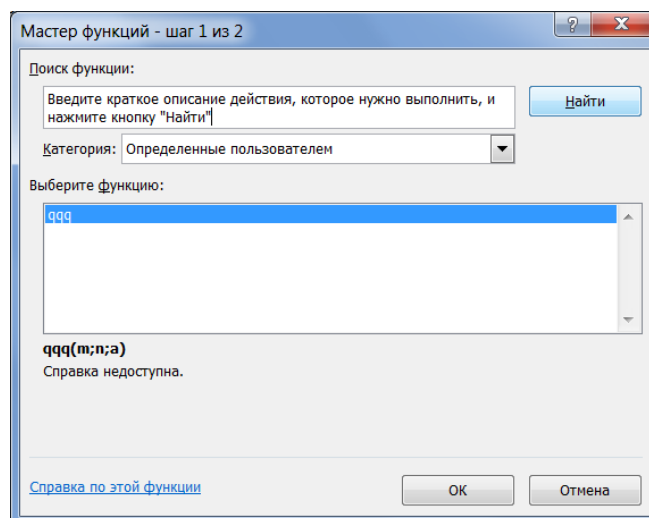 Мастер функций - шаг 1 из 2
Поиск функции:
Введите краткое описание действия, которое нужно выполнить, и
нажмите кнопку "Найти"
Найти
Категория: Определенные пользователем
Выберите функцию:
qqq
qqq(m;n;a)
Справка недоступна.
Справка по этой функции
ОК
Отмена